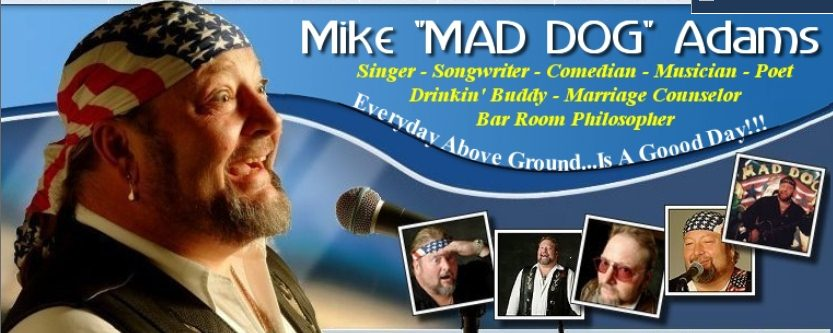 Mike "MAD DOG" Adams
Singer - Songwriter - Comedian - Musician - Poet
Drinkin' Buddy - Marriage Counselor
Bar Room Philosopher
Everyday Above Ground...Is A Goood Day!!!
MAD DOG